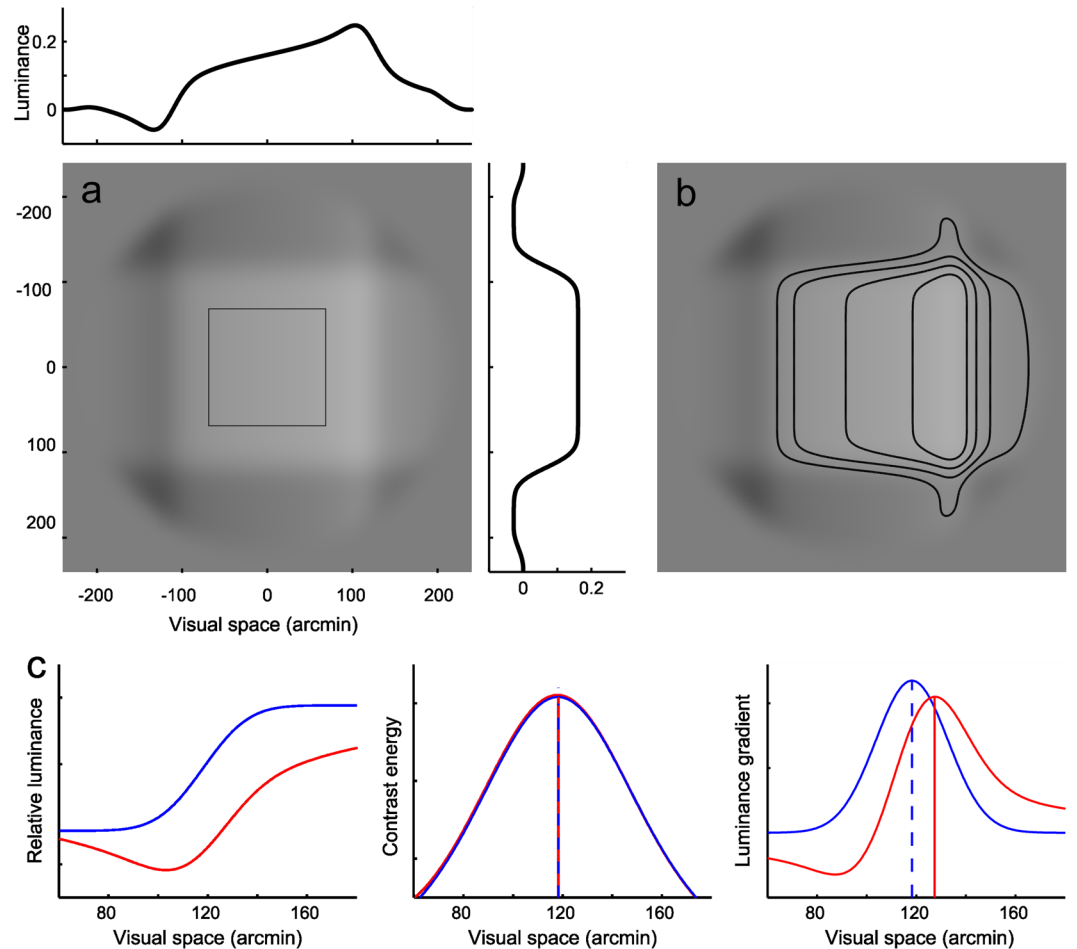 Luminance
0.2
0
a
b
-200
-100
0
100
200
-200
-100
0
100
200
Visual space (arcmin)
0
0.2
c
Relative luminance
80
120
160
Visual space (arcmin)
Contrast energy
80
120
160
Visual space (arcmin)
Luminance gradient
80
120
160
Visual space (arcmin)